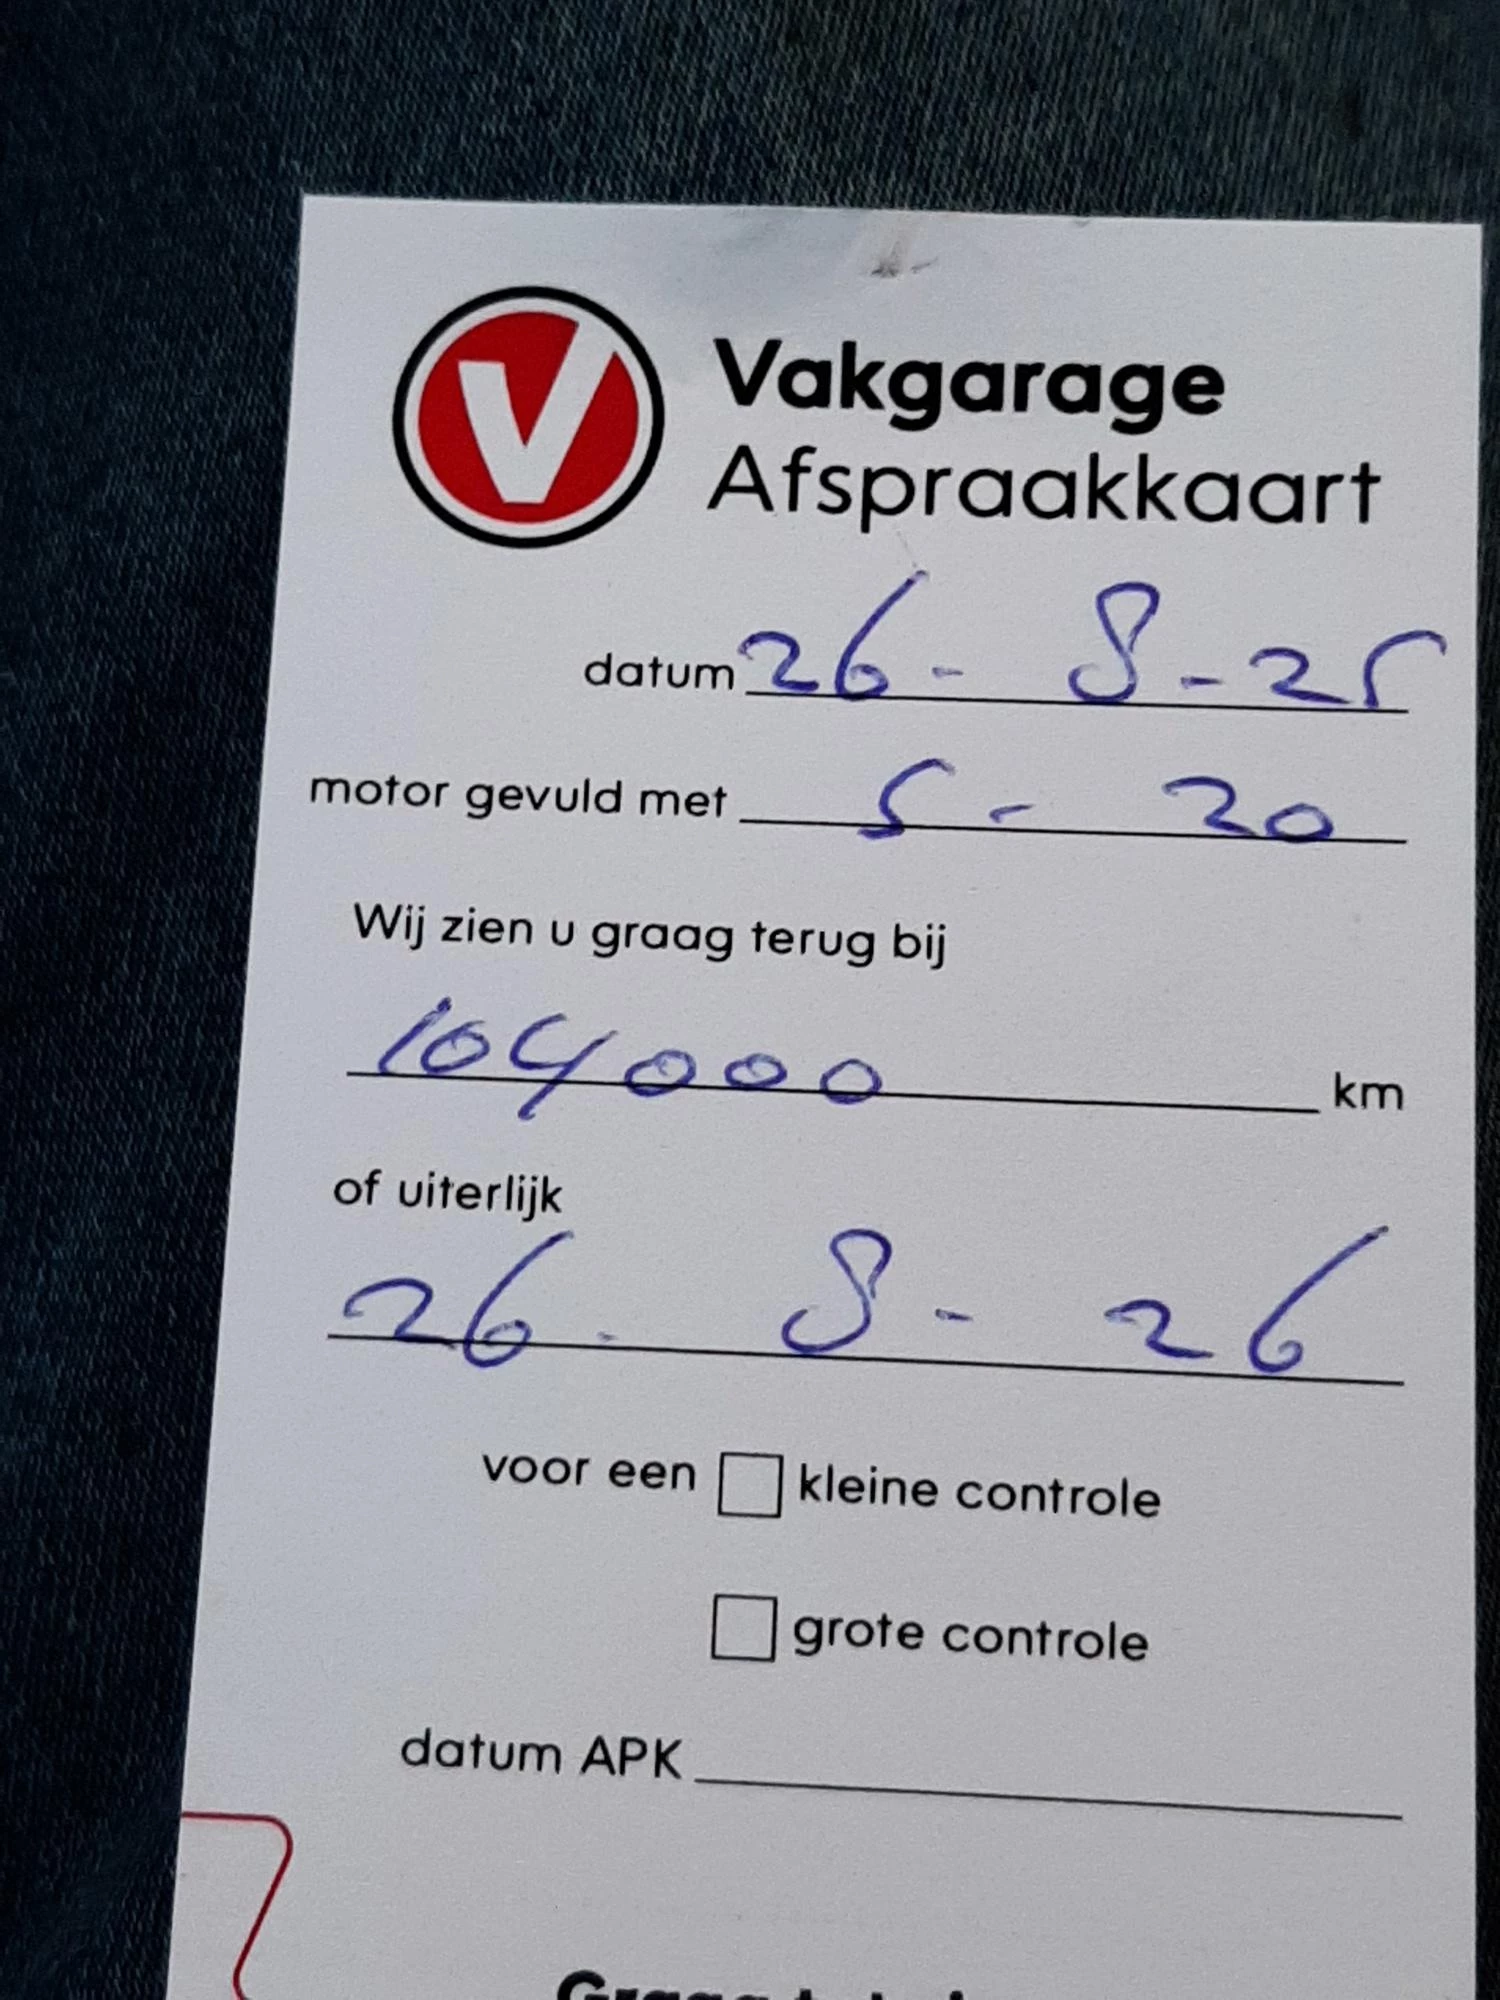 V
Vakgarage
Afspraakkaart
datum 26 - 8 - 25
motor gevuld met 5 - 20
Wij zien u graag terug bij
104000 km
of uiterlijk
26 - 8 - 26
voor een kleine controle
grote controle
datum APK